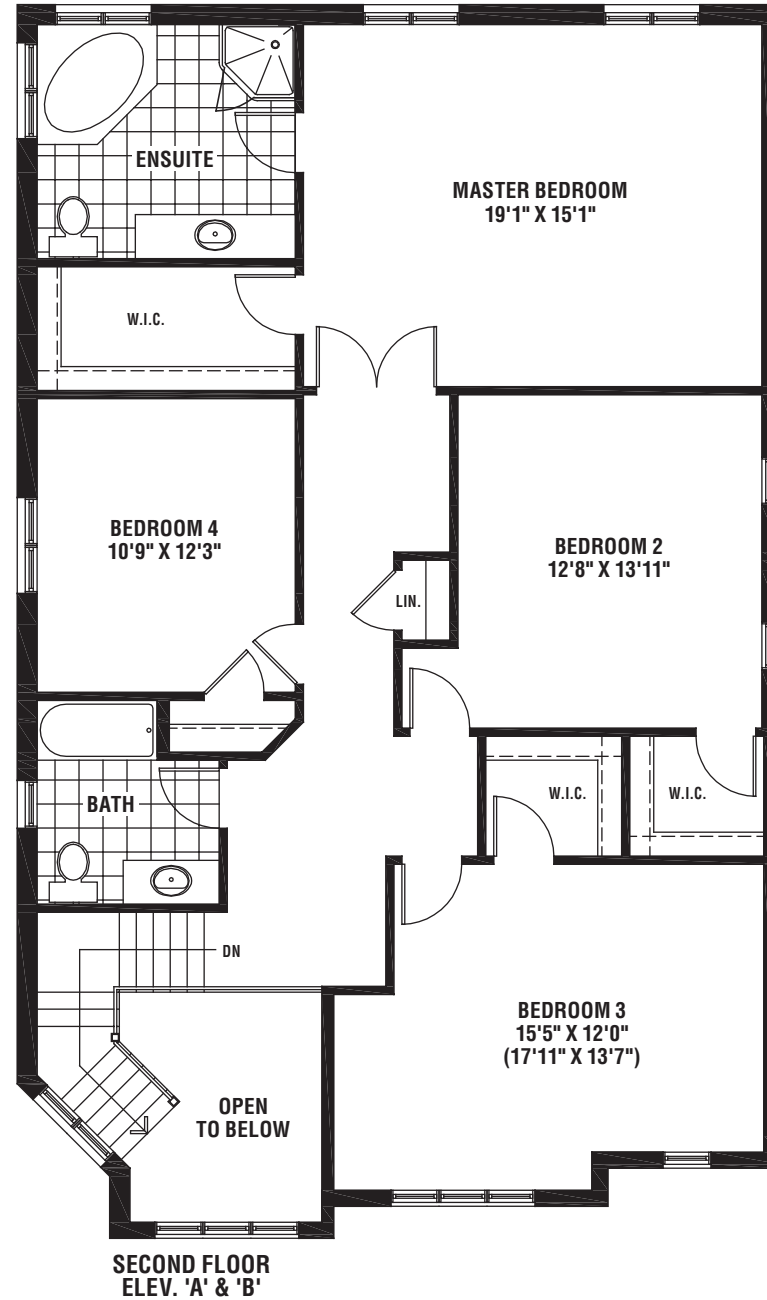 ENSUITE
MASTER BEDROOM
19'1" X 15'1"
W.I.C.
BEDROOM 4
10'9" X 12'3"
BEDROOM 2
12'8" X 13'11"
LIN.
BATH
W.I.C.
W.I.C.
DN
BEDROOM 3
15'5" X 12'0"
(17'11" X 13'7")
OPEN
TO BELOW
SECOND FLOOR
ELEV. 'A' & 'B'